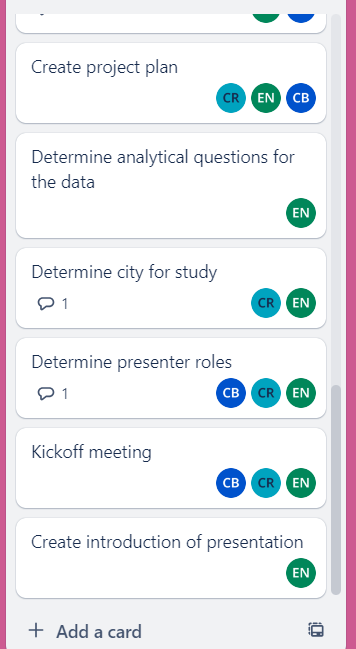 EN CB
Create project plan
CR EN CB
Determine analytical questions for
the data
EN
Determine city for study
1 CR EN
Determine presenter roles
1 CB CR EN
Kickoff meeting
CB CR EN
Create introduction of presentation
EN
+ Add a card